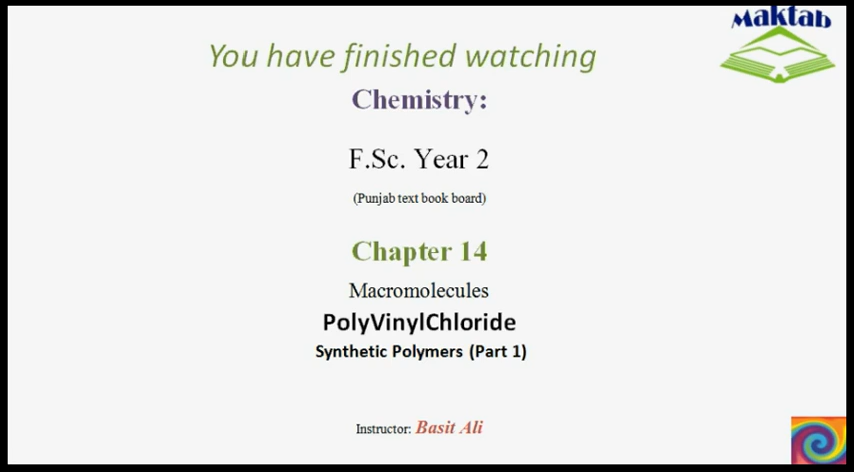 Maktab
You have finished watching
Chemistry:
F.Sc. Year 2
(Punjab text book board)
Chapter 14
Macromolecules
PolyVinylChloride
Synthetic Polymers (Part 1)
Instructor: Basit Ali